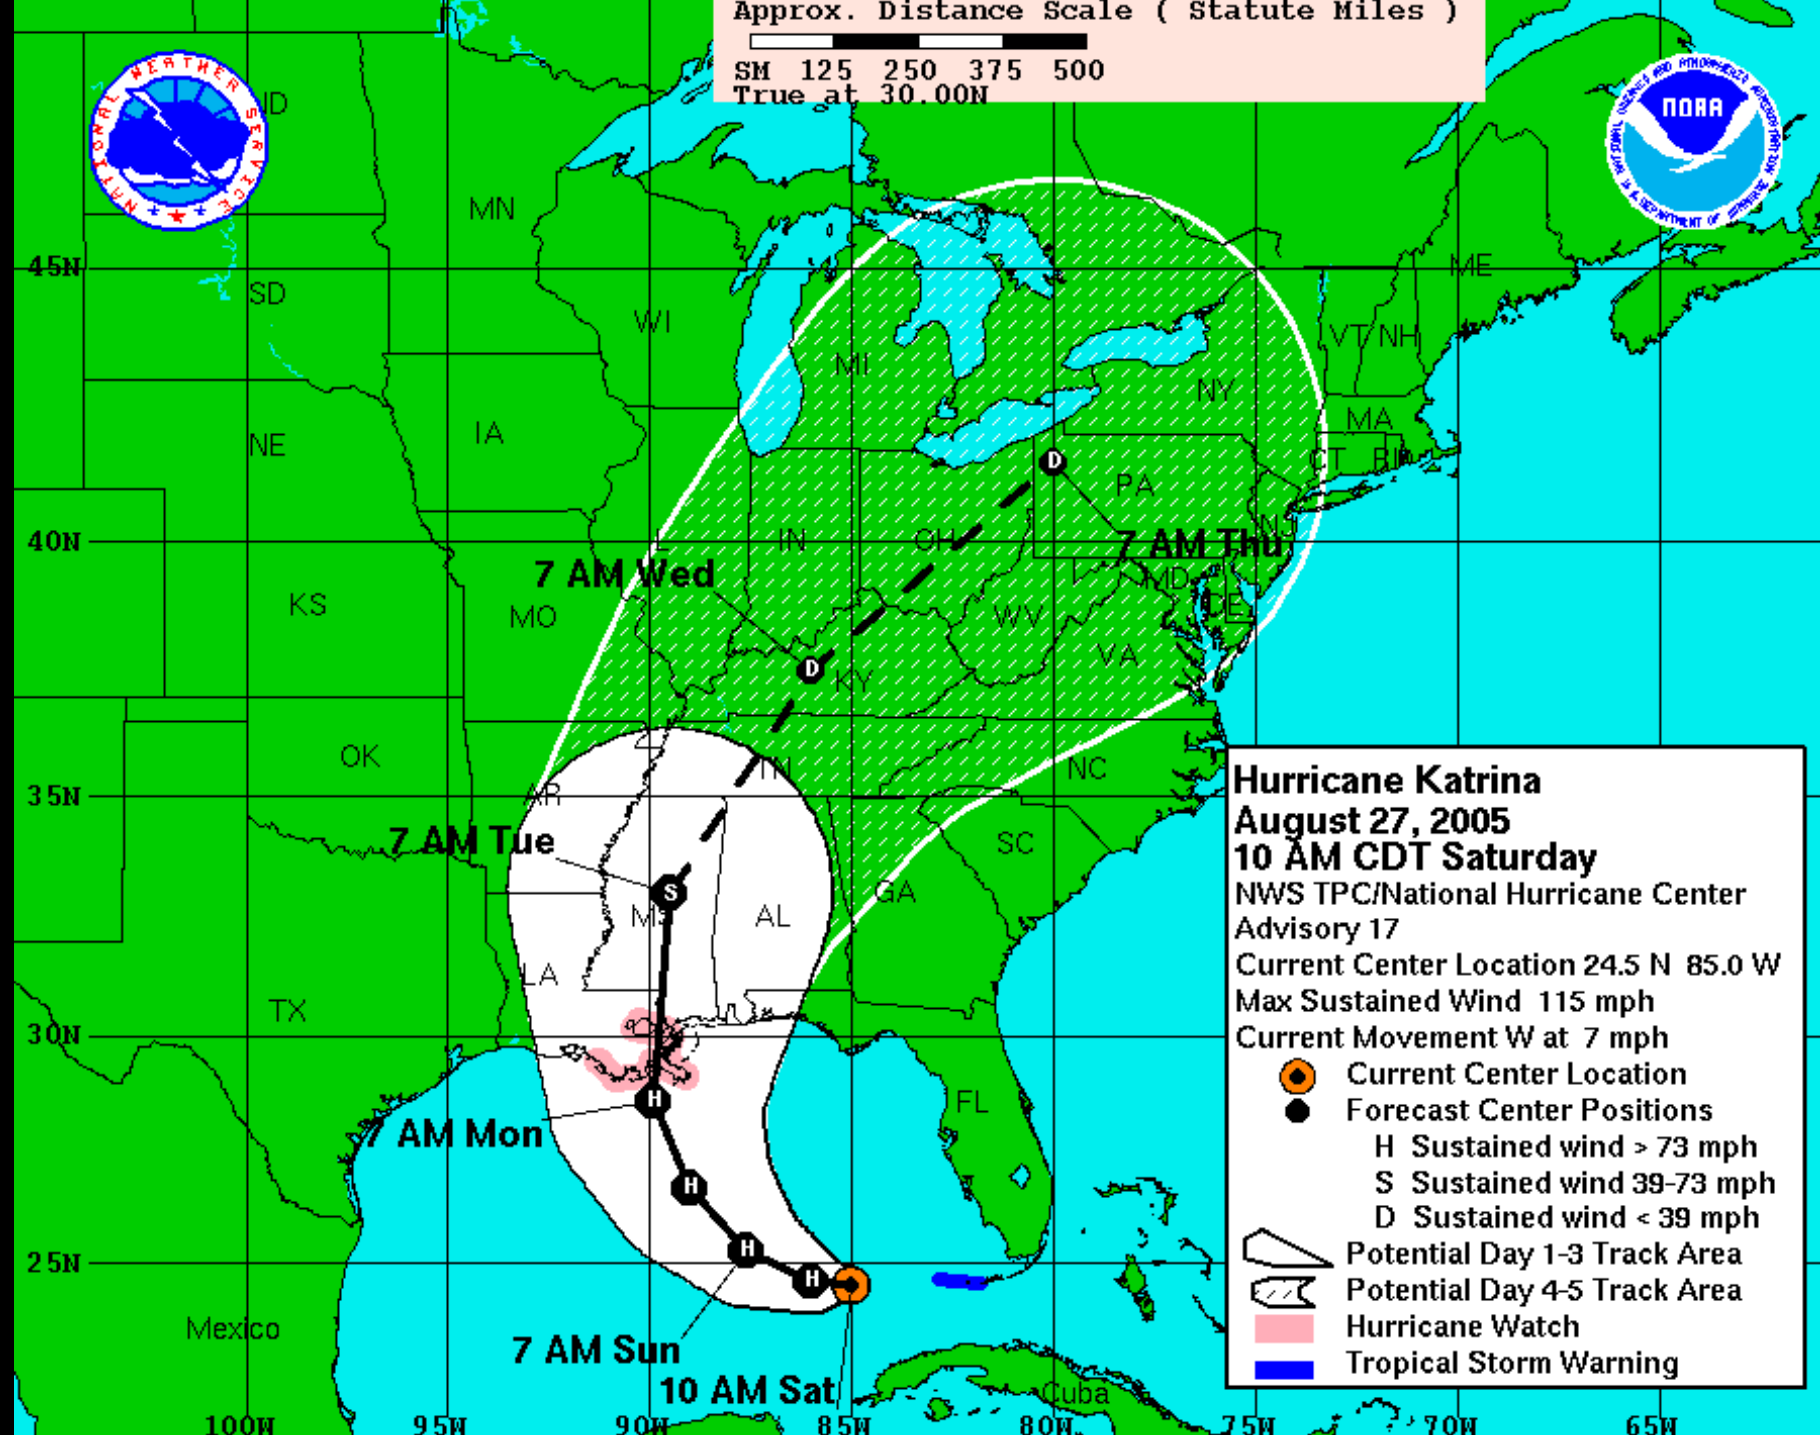 Approx. Distance Scale ( Statute Miles )
SM 125 250 375 500
True at 30.00N
NATIONAL WEATHER SERVICE
NOAA
ND
MN
ME
45N
SD
WI
VT NH
MI
NY
MA
NE
IA
CT RI
PA
40N
IL IN OH
NJ
7 AM Thu
7 AM Wed
MD
DE
KS
MO
WV
VA
KY
OK
TN
NC
35N
AR
7 AM Tue
S
SC
GA
MS
AL
LA
TX
30N
FL
H
7 AM Mon
H
H
H
25N
D
D
Mexico
7 AM Sun
10 AM Sat
Cuba
100W 95W 90W 85W 80W 75W 70W 65W
Hurricane Katrina
August 27, 2005
10 AM CDT Saturday
NWS TPC/National Hurricane Center
Advisory 17
Current Center Location 24.5 N 85.0 W
Max Sustained Wind 115 mph
Current Movement W at 7 mph
Current Center Location
Forecast Center Positions
H Sustained wind > 73 mph
S Sustained wind 39-73 mph
D Sustained wind < 39 mph
Potential Day 1-3 Track Area
Potential Day 4-5 Track Area
Hurricane Watch
Tropical Storm Warning